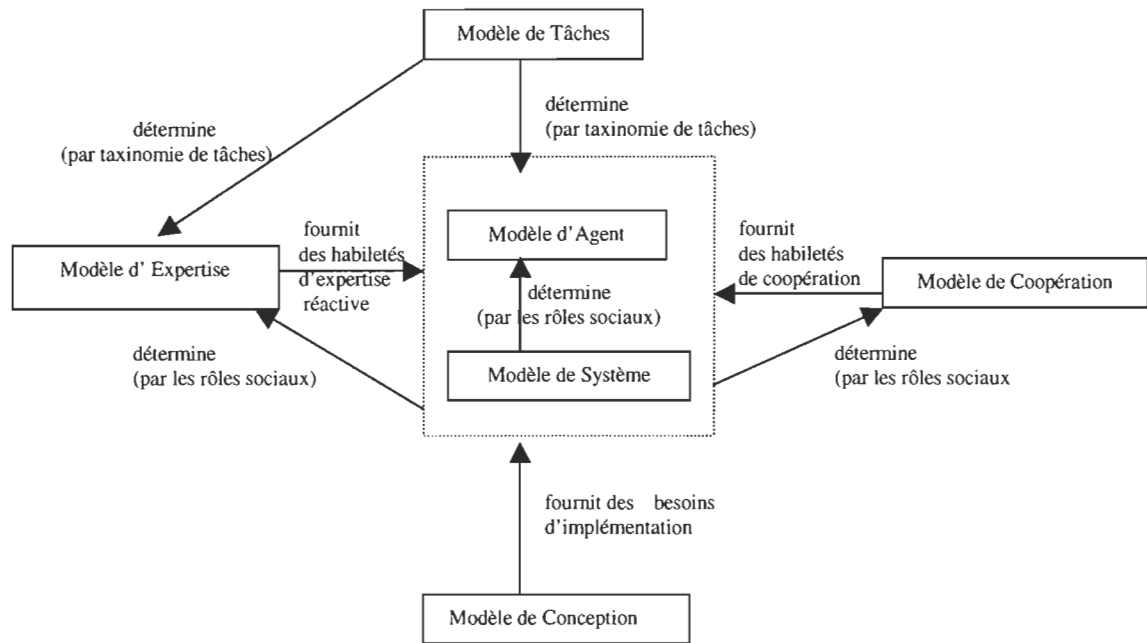 Modèle de Tâches
détermine
(par taxinomie de tâches)
détermine
(par taxinomie de tâches)
Modèle d' Expertise
fournit
des habiletés
d'expertise
réactive
Modèle d'Agent
fournit
des habiletés
de coopération
Modèle de Coopération
détermine
(par les rôles sociaux)
détermine
(par les rôles sociaux)
Modèle de Système
détermine
(par les rôles sociaux
fournit des besoins
d'implémentation
Modèle de Conception